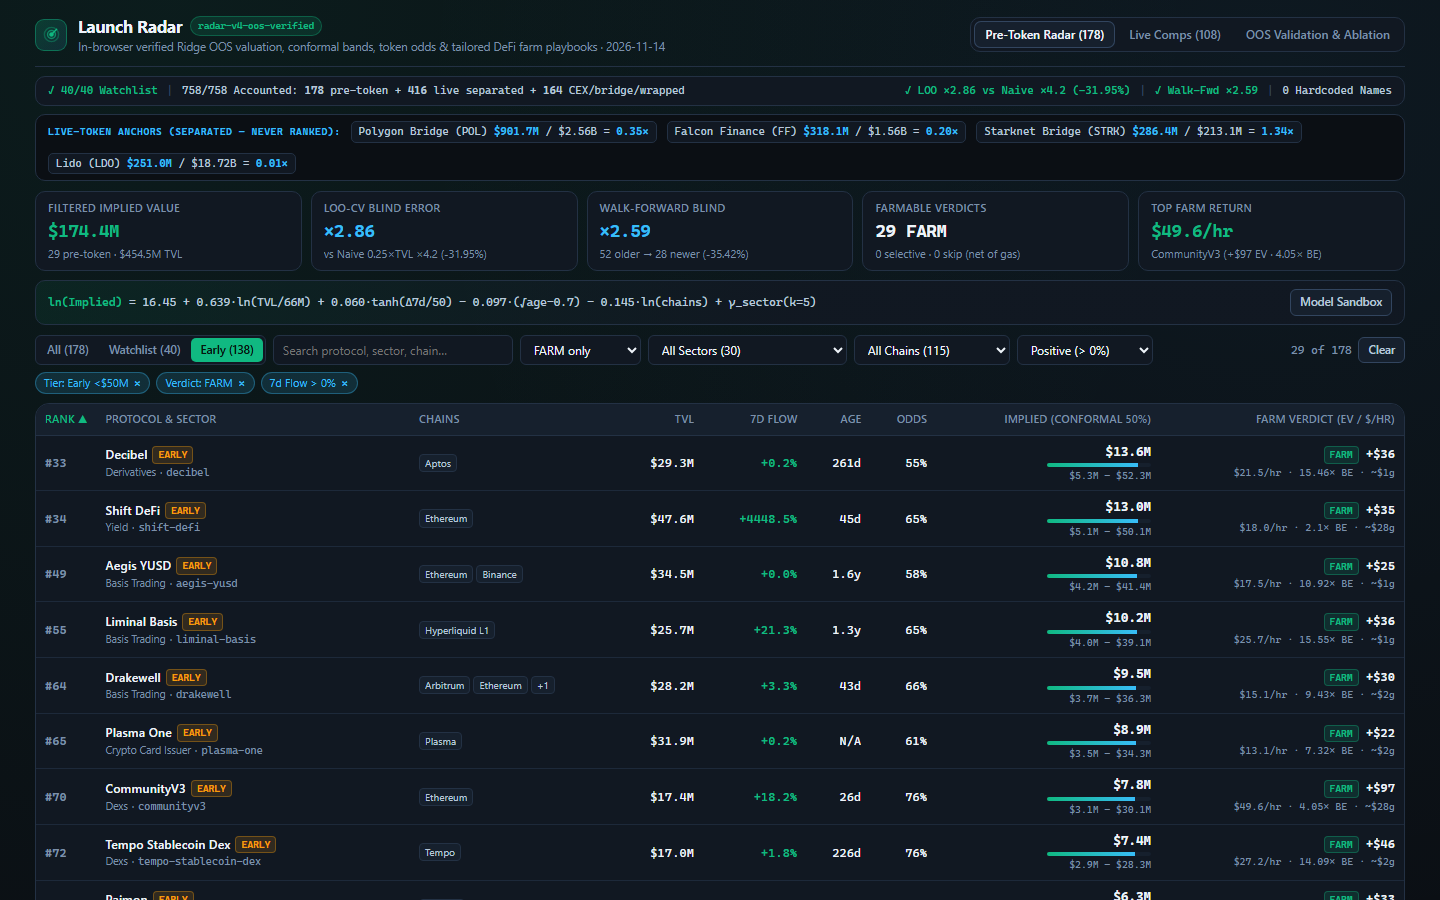 Launch Radar radar-v4-oos-verified
In-browser verified Ridge OOS valuation, conformal bands, token odds & tailored DeFi farm playbooks · 2026-11-14
Pre-Token Radar (178) Live Comps (108) OOS Validation & Ablation
✓ 40/40 Watchlist | 758/758 Accounted: 178 pre-token + 416 live separated + 164 CEX/bridge/wrapped
✓ LOO ×2.86 vs Naive ×4.2 (−31.95%) | ✓ Walk-Fwd ×2.59 | 0 Hardcoded Names
LIVE-TOKEN ANCHORS (SEPARATED — NEVER RANKED): Polygon Bridge (POL) $901.7M / $2.56B = 0.35× Falcon Finance (FF) $318.1M / $1.56B = 0.20× Starknet Bridge (STRK) $286.4M / $213.1M = 1.34×
Lido (LDO) $251.0M / $18.72B = 0.01×
FILTERED IMPLIED VALUE
$174.4M
29 pre-token · $454.5M TVL
LOO-CV BLIND ERROR
×2.86
vs Naive 0.25×TVL ×4.2 (-31.95%)
WALK-FORWARD BLIND
×2.59
52 older → 28 newer (-35.42%)
FARMABLE VERDICTS
29 FARM
0 selective · 0 skip (net of gas)
TOP FARM RETURN
$49.6/hr
CommunityV3 (+$97 EV · 4.05× BE)
ln(Implied) = 16.45 + 0.639·ln(TVL/66M) + 0.060·tanh(Δ7d/50) − 0.097·(√age−0.7) − 0.145·ln(chains) + γ_sector(k=5)
Model Sandbox
All (178) Watchlist (40) Early (138) Search protocol, sector, chain... FARM only All Sectors (30) All Chains (115) Positive (> 0%) 29 of 178 Clear
Tier: Early <$50M × Verdict: FARM × 7d Flow > 0% ×
RANK ▲ PROTOCOL & SECTOR CHAINS TVL 7D FLOW AGE ODDS IMPLIED (CONFORMAL 50%) FARM VERDICT (EV / $/HR)
#33 Decibel EARLY Aptos $29.3M +0.2% 261d 55% $13.6M FARM +$36
Derivatives · decibel $5.3M − $52.3M $21.5/hr · 15.46× BE · ~$1g
#34 Shift DeFi EARLY Ethereum $47.6M +4448.5% 45d 65% $13.0M FARM +$35
Yield · shift-defi $5.1M − $50.1M $18.0/hr · 2.1× BE · ~$28g
#49 Aegis YUSD EARLY Ethereum Binance $34.5M +0.0% 1.6y 58% $10.8M FARM +$25
Basis Trading · aegis-yusd $4.2M − $41.4M $17.5/hr · 10.92× BE · ~$1g
#55 Liminal Basis EARLY Hyperliquid L1 $25.7M +21.3% 1.3y 65% $10.2M FARM +$36
Basis Trading · liminal-basis $4.0M − $39.1M $25.7/hr · 15.55× BE · ~$1g
#64 Drakewell EARLY Arbitrum Ethereum +1 $28.2M +3.3% 43d 66% $9.5M FARM +$30
Basis Trading · drakewell $3.7M − $36.3M $15.1/hr · 9.43× BE · ~$2g
#65 Plasma One EARLY Plasma $31.9M +0.2% N/A 61% $8.9M FARM +$22
Crypto Card Issuer · plasma-one $3.5M − $34.3M $13.1/hr · 7.32× BE · ~$2g
#70 CommunityV3 EARLY Ethereum $17.4M +18.2% 26d 76% $7.8M FARM +$97
Dexs · communityv3 $3.1M − $30.1M $49.6/hr · 4.05× BE · ~$28g
#72 Tempo Stablecoin Dex EARLY Tempo $17.0M +1.8% 226d 76% $7.4M FARM +$46
Dexs · tempo-stablecoin-dex $2.9M − $28.3M $27.2/hr · 14.09× BE · ~$2g
EARLY $6.3M FARM +$33